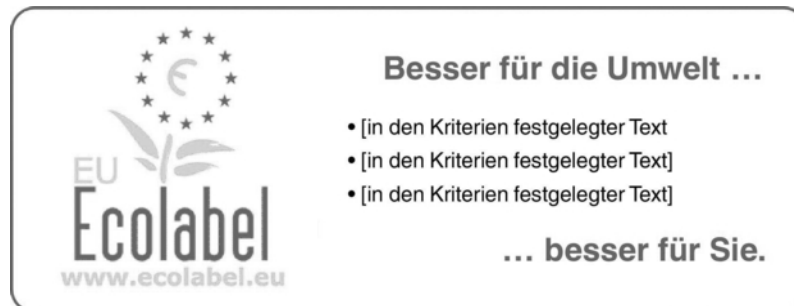 EU
Ecolabel
www.ecolabel.eu
Besser für die Umwelt …
• [in den Kriterien festgelegter Text
• [in den Kriterien festgelegter Text]
• [in den Kriterien festgelegter Text]
… besser für Sie.